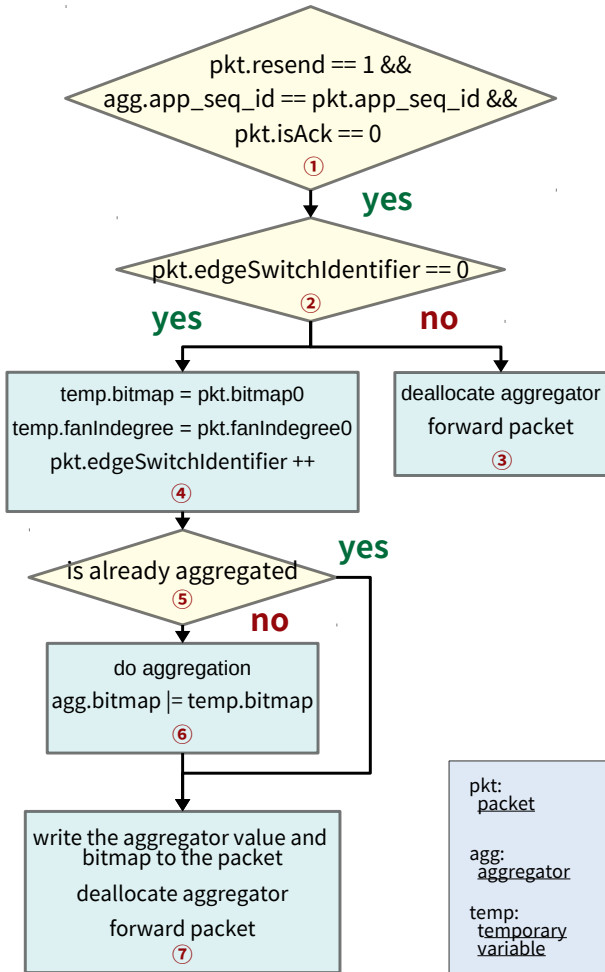 pkt.resend == 1 &&
agg.app_seq_id == pkt.app_seq_id &&
pkt.isAck == 0
①
yes
pkt.edgeSwitchIdentifier == 0
②
yes
no
temp.bitmap = pkt.bitmap0
temp.fanIndegree = pkt.fanIndegree0
pkt.edgeSwitchIdentifier ++
④
deallocate aggregator
forward packet
③
is already aggregated
⑤
yes
no
do aggregation
agg.bitmap |= temp.bitmap
⑥
write the aggregator value and
bitmap to the packet
deallocate aggregator
forward packet
⑦
pkt:
packet
agg:
aggregator
temp:
temporary
variable